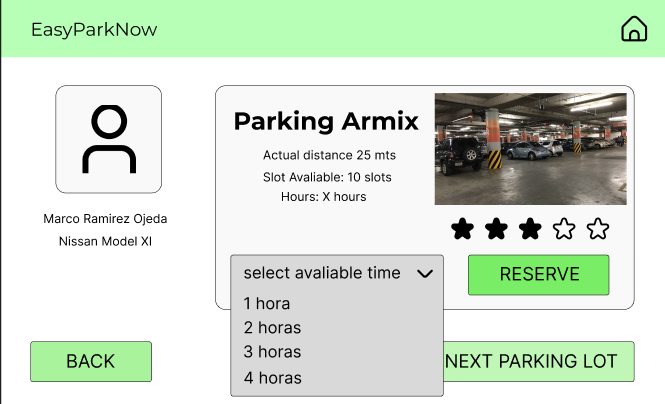 EasyParkNow
Marco Ramirez Ojeda
Nissan Model XI
Parking Armix
Actual distance 25 mts
Slot Avaliable: 10 slots
Hours: X hours
select avaliable time
1 hora
2 horas
3 horas
4 horas
RESERVE
BACK
NEXT PARKING LOT